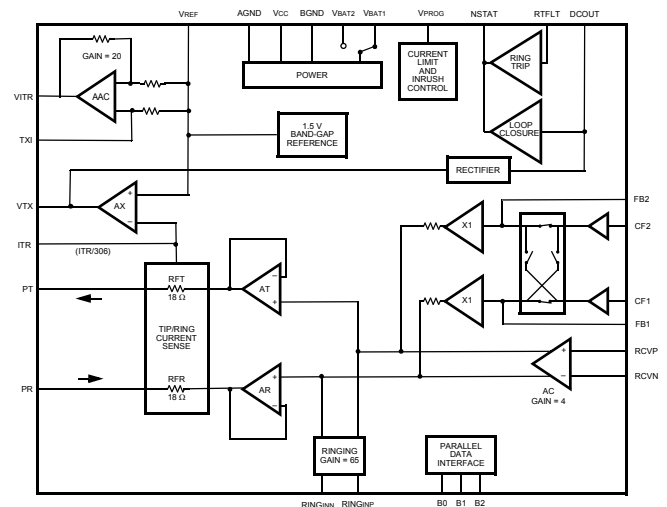 VREF
AGND
VCC
BGND
VBAT2
VBAT1
VPROG
NSTAT
RTFLT
DCOUT
GAIN = 20
POWER
CURRENT
LIMIT
AND
INRUSH
CONTROL
RING
TRIP
VITR
AAC
TXI
1.5 V
BAND-GAP
REFERENCE
LOOP
CLOSURE
RECTIFIER
VTX
AX
+
–
FB2
X1
CF2
ITR
(ITR/306)
PT
RFT
18 Ω
AT
–
+
X1
CF1
FB1
TIP/RING
CURRENT
SENSE
RCVP
+
–
RCVN
AC
GAIN = 4
PR
RFR
18 Ω
AR
+
–
RINGING
GAIN = 65
PARALLEL
DATA
INTERFACE
RINGINN
RINGINP
B0
B1
B2